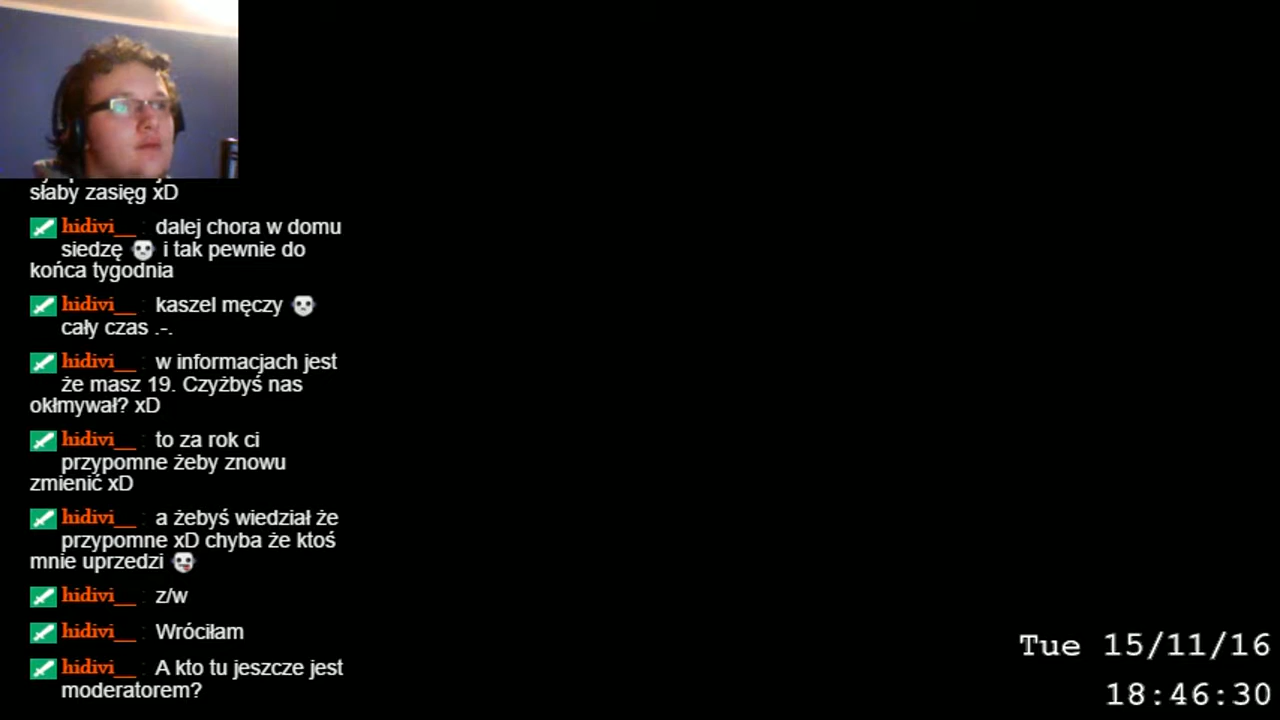 słaby zasięg xD
hidivi__ : dalej chora w domu
siedzę i tak pewnie do
końca tygodnia
hidivi__ : kaszel męczy
cały czas .-.
hidivi__ : w informacjach jest
że masz 19. Czyżbyś nas
okłmywał? xD
hidivi__ : to za rok ci
przypomne żeby znowu
zmienić xD
hidivi__ : a żebyś wiedział że
przypomne xD chyba że ktoś
mnie uprzedzi
hidivi__ : z/w
hidivi__ : Wróciłam
hidivi__ : A kto tu jeszcze jest
moderatorem?
Tue 15/11/16
18:46:30